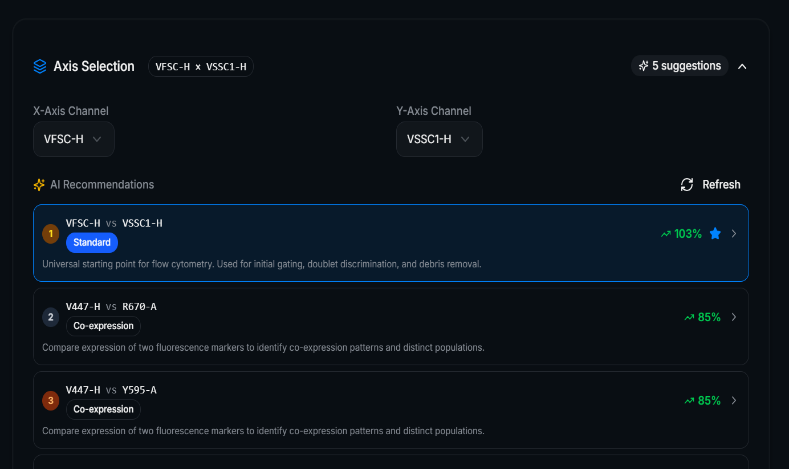 Axis Selection VFSC-H x VSSC1-H 5 suggestions
X-Axis Channel Y-Axis Channel
VFSC-H VSSC1-H
AI Recommendations Refresh
1 VFSC-H vs VSSC1-H 103%
Standard
Universal starting point for flow cytometry. Used for initial gating, doublet discrimination, and debris removal.
2 V447-H vs R670-A 85%
Co-expression
Compare expression of two fluorescence markers to identify co-expression patterns and distinct populations.
3 V447-H vs Y595-A 85%
Co-expression
Compare expression of two fluorescence markers to identify co-expression patterns and distinct populations.